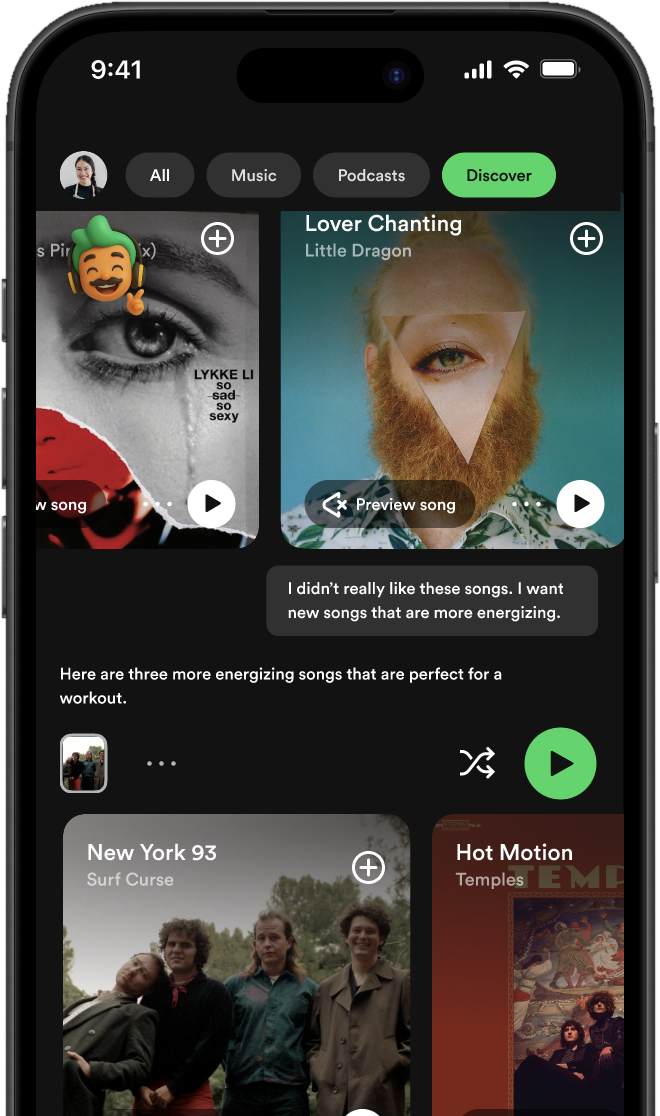 9:41
All
Music
Podcasts
Discover
Lover Chanting
Little Dragon
x)
LYKKE LI
so
sad
so
sexy
w song
Preview song
I didn't really like these songs. I want
new songs that are more energizing.
Here are three more energizing songs that are perfect for a
workout.
New York 93
Surf Curse
Hot Motion
Temples
TEMP